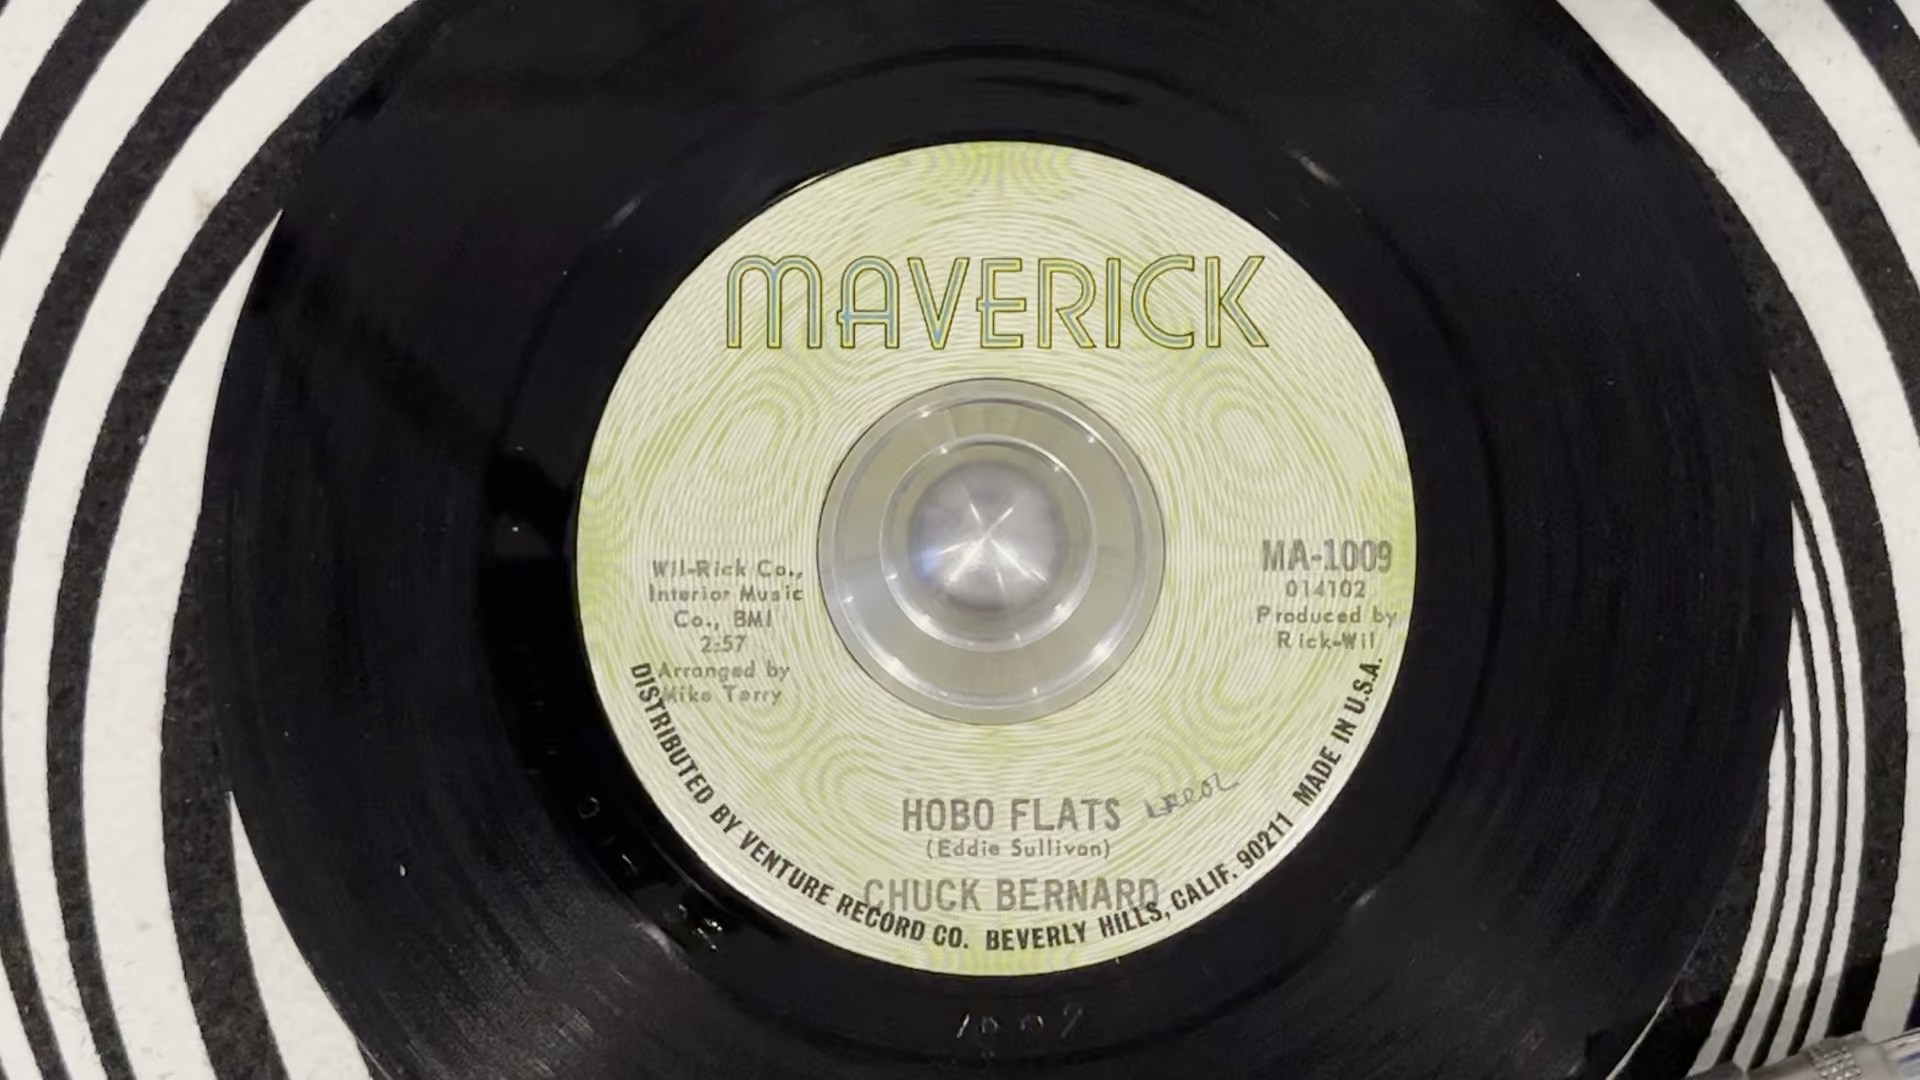 MAVERICK
Wil-Rick Co.,
Interior Music
Co., BMI
2:57
Arranged by
Mike Terry
MA-1009
014102
Produced by
Rick-Wil
HOBO FLATS
(Eddie Sullivan)
CHUCK BERNARD
DISTRIBUTED BY VENTURE RECORD CO. BEVERLY HILLS, CALIF. 90211 MADE IN U.S.A.